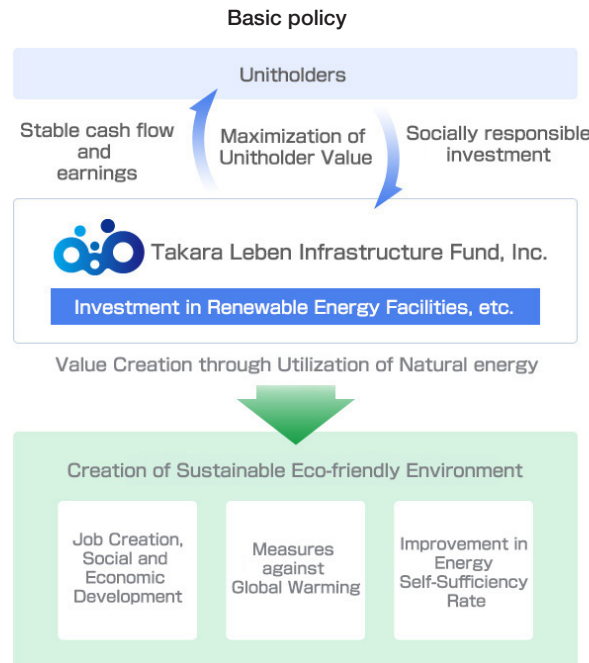 Basic policy
Unitholders
Stable cash flow
and
earnings
Maximization of
Unitholder Value
Socially responsible
investment
Takara Leben Infrastructure Fund, Inc.
Investment in Renewable Energy Facilities, etc.
Value Creation through Utilization of Natural energy
Creation of Sustainable Eco-friendly Environment
Job Creation,
Social and
Economic
Development
Measures
against
Global Warming
Improvement in
Energy
Self-Sufficiency
Rate